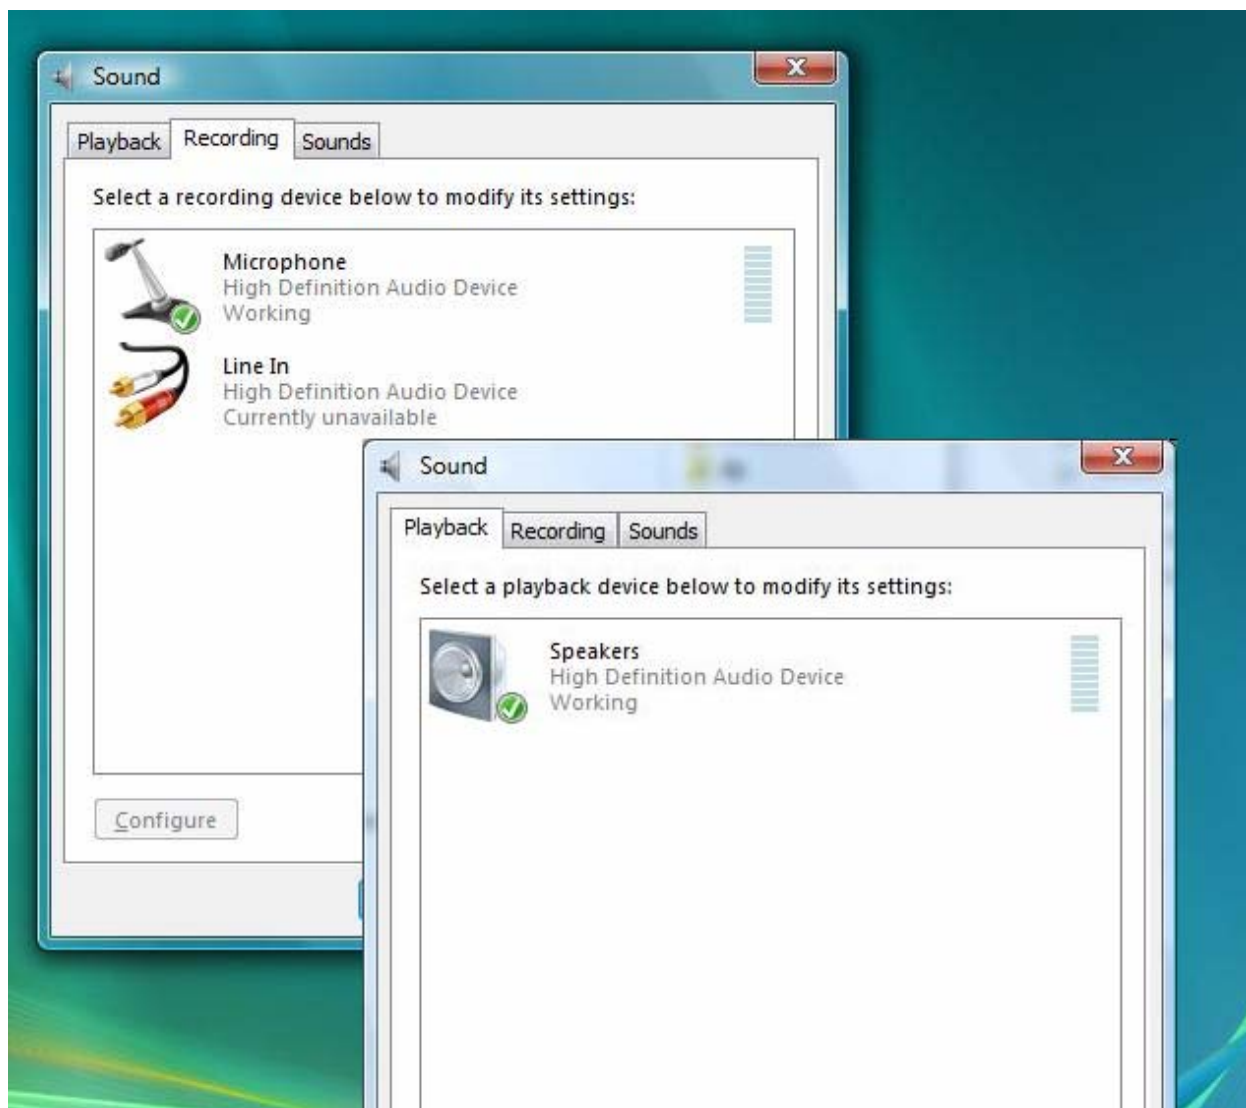 Sound
Playback Recording Sounds
Select a recording device below to modify its settings:
Microphone
High Definition Audio Device
Working
Line In
High Definition Audio Device
Currently unavailable
Configure
Sound
Playback Recording Sounds
Select a playback device below to modify its settings:
Speakers
High Definition Audio Device
Working